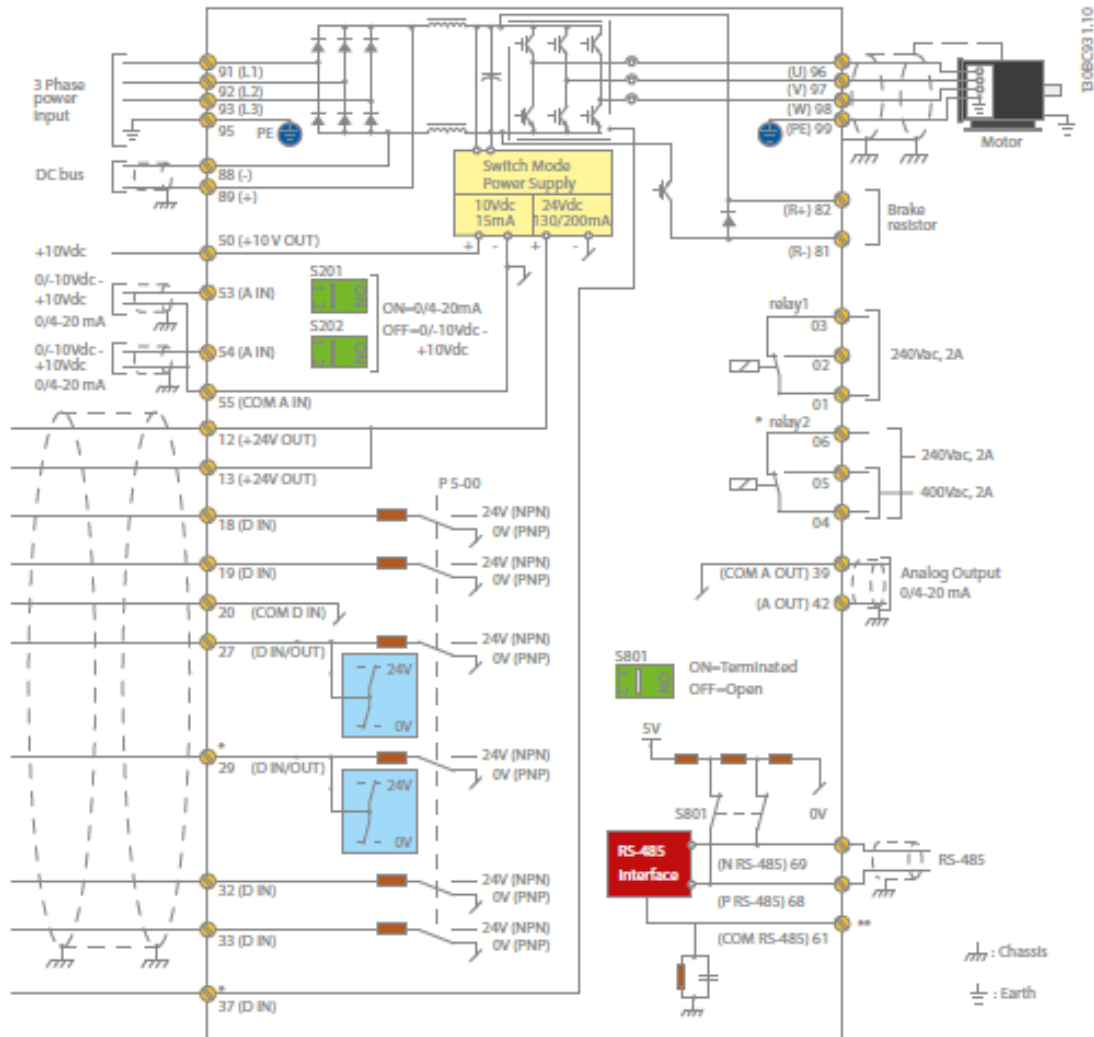 130BC931.10
3 Phase
power
Input
91 (L1)
92 (L2)
93 (L3)
95
PE
DC bus
88 (-)
89 (+)
+10Vdc
50 (+10 V OUT)
0/-10Vdc -
+10Vdc
0/4-20 mA
53 (A IN)
0/-10Vdc -
+10Vdc
0/4-20 mA
54 (A IN)
55 (COM A IN)
12 (+24V OUT)
13 (+24V OUT)
18 (D IN)
19 (D IN)
20 (COM D IN)
27 (D IN/OUT)
*
29 (D IN/OUT)
32 (D IN)
33 (D IN)
*
37 (D IN)
Switch Mode
Power Supply
10Vdc
15mA
24Vdc
130/200mA
+ - + -
S201
1 2
ON
S202
1 2
ON
ON=0/4-20mA
OFF=0/-10Vdc -
+10Vdc
P 5-00
24V (NPN)
0V (PNP)
24V (NPN)
0V (PNP)
24V (NPN)
0V (PNP)
24V
0V
24V (NPN)
0V (PNP)
24V
0V
24V (NPN)
0V (PNP)
24V (NPN)
0V (PNP)
(U) 96
(V) 97
(W) 98
(PE) 99
Motor
(R+) 82
(R-) 81
Brake
resistor
relay1
03
02
01
240Vac, 2A
* relay2
06
05
04
240Vac, 2A
400Vac, 2A
(COM A OUT) 39
(A OUT) 42
Analog Output
0/4-20 mA
S801
1 2
ON
ON=Terminated
OFF=Open
5V
S801
0V
RS-485
Interface
(N RS-485) 69
(P RS-485) 68
(COM RS-485) 61
RS-485
**
: Chassis
: Earth